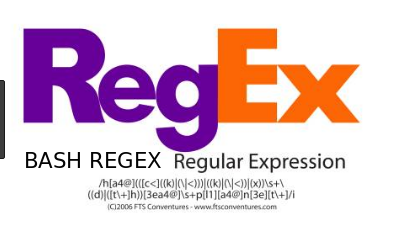 RegEx
BASH REGEX Regular Expression
/h[a4@](([c<]((k)|(\|<)))|((k)|(\|<))|(x))\s+\
((d)|([t\+]h))[3ea4@]\s+p[l1][a4@]n[3e][t\+]/i
(C)2006 FTS Conventures - www.ftsconventures.com